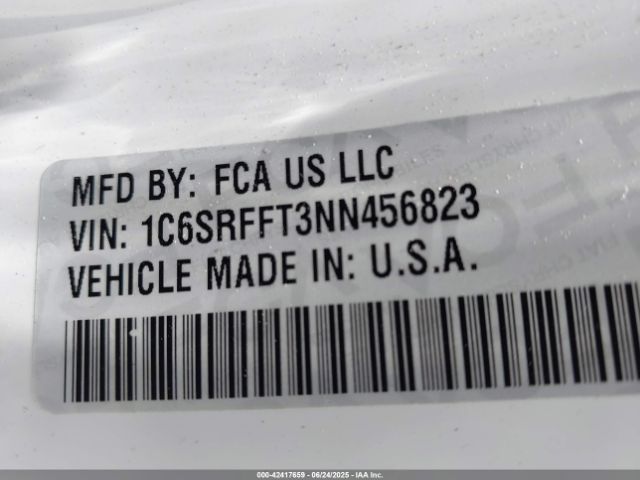 MFD BY: FCA US LLC
VIN: 1C6SRFFT3NN456823
VEHICLE MADE IN: U.S.A.
000-42417659 - 06/24/2025 - IAA Inc.